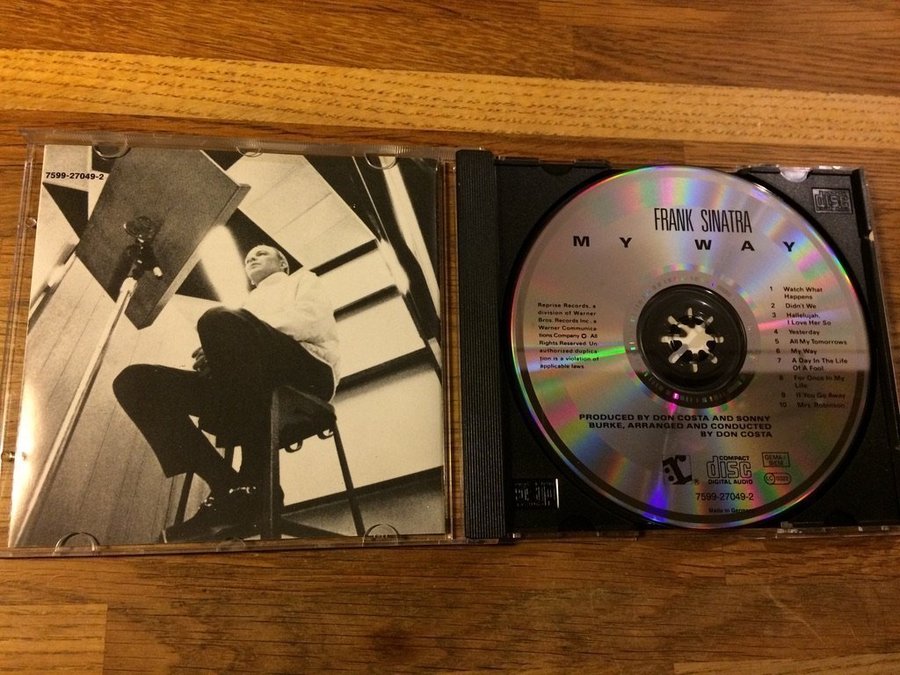 7599-27049-2
FRANK SINATRA
MY WAY
Reprise Records, a
division of Warner
Bros. Records Inc. a
Warner Communica-
tions Company All
Rights Reserved. Un-
authorized duplica-
tion is a violation of
applicable laws
1 Watch What
Happens
2 Didn't We
3 Hallelujah,
I Love Her So
4 Yesterday
5 All My Tomorrows
6 My Way
7 A Day In The Life
Of A Fool
8 For Once In My
Life
9 If You Go Away
10 Mrs. Robinson
PRODUCED BY DON COSTA AND SONNY
BURKE, ARRANGED AND CONDUCTED
BY DON COSTA
r
®
COMPACT
disc
DIGITAL AUDIO
GEMA/
BIEM
LC 0322
7599-27049-2
Made in Germany
disc